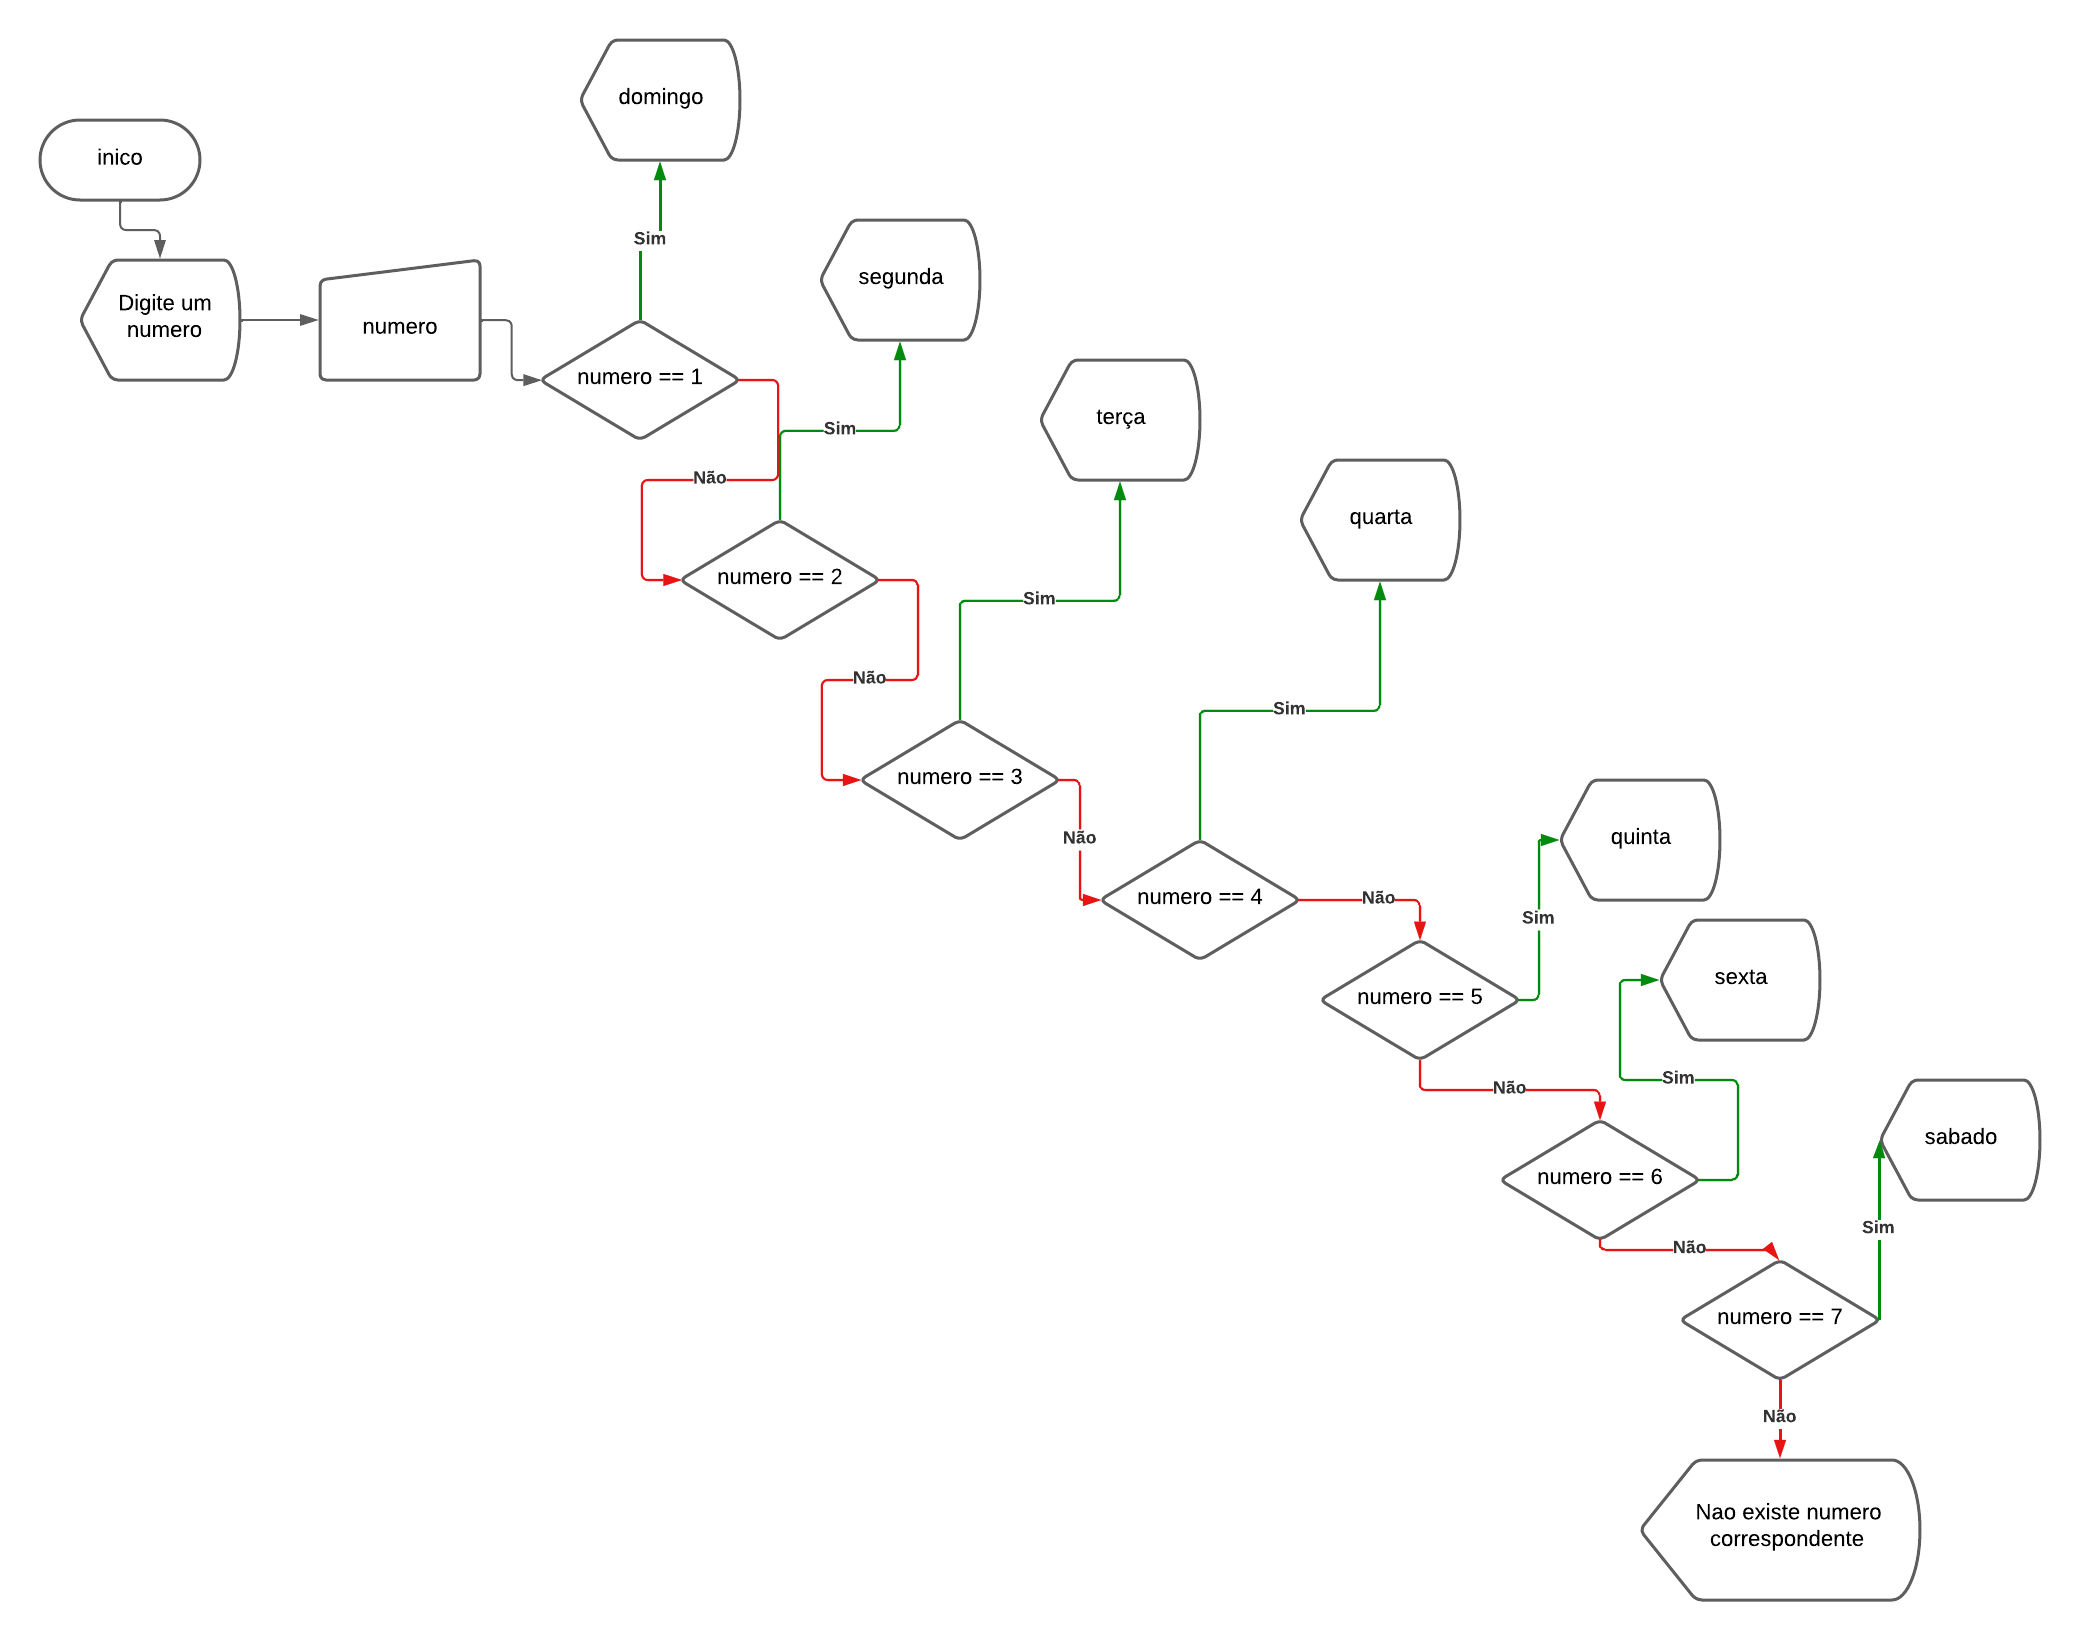 domingo
inico
Sim
segunda
Digite um
numero
numero
numero == 1
terça
Sim
Não
quarta
numero == 2
Sim
Não
Sim
numero == 3
Não
quinta
numero == 4
Não
Sim
sexta
numero == 5
Sim
Não
sabado
numero == 6
Sim
Não
numero == 7
Não
Nao existe numero
correspondente